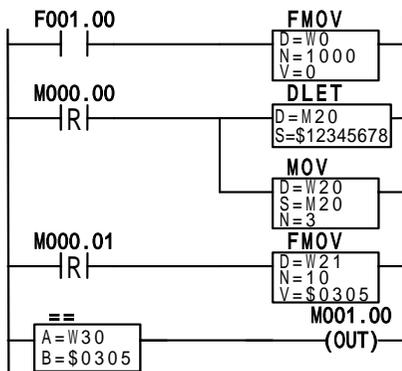 F001.00
FMOV
D=W0
N=1000
V=0
M000.00
R
DLET
D=M20
S=$12345678
MOV
D=W20
S=M20
N=3
M000.01
R
FMOV
D=W21
N=10
V=$0305
==
A=W30
B=$0305
M001.00
(OUT)